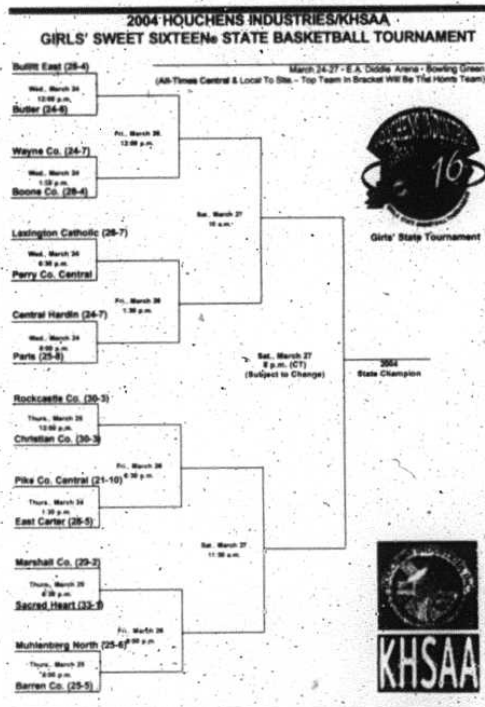 2004 HOUCHENS INDUSTRIES/KHSAA
GIRLS' SWEET SIXTEEN® STATE BASKETBALL TOURNAMENT
March 24-27 - E.A. Diddle Arena - Bowling Green
(All-Times Central & Local To Site - Top Team In Bracket Will Be The Home Team)
Bullitt East (28-4)
Wed., March 24
12:00 p.m.
Butler (24-6)
Fri., March 26
12:00 p.m.
Wayne Co. (24-7)
Wed., March 24
1:30 p.m.
Boone Co. (28-4)
Sat., March 27
10 a.m.
Lexington Catholic (26-7)
Wed., March 24
6:30 p.m.
Perry Co. Central
Fri., March 26
1:30 p.m.
Central Hardin (24-7)
Wed., March 24
8:00 p.m.
Paris (25-8)
16
Girls' State Tournament
Sat., March 27
8 p.m. (CT)
(Subject to Change)
2004
State Champion
Rockcastle Co. (30-3)
Thurs., March 25
12:00 p.m.
Christian Co. (30-3)
Fri., March 26
6:30 p.m.
Pike Co. Central (21-10)
Thurs., March 24
1:30 p.m.
East Carter (26-5)
Sat., March 27
11:30 a.m.
Marshall Co. (29-2)
Thurs., March 25
6:30 p.m.
Sacred Heart (33-1)
Fri., March 26
8:00 p.m.
Muhlenberg North (25-6)
Thurs., March 25
8:00 p.m.
Barren Co. (25-5)
KHSAA